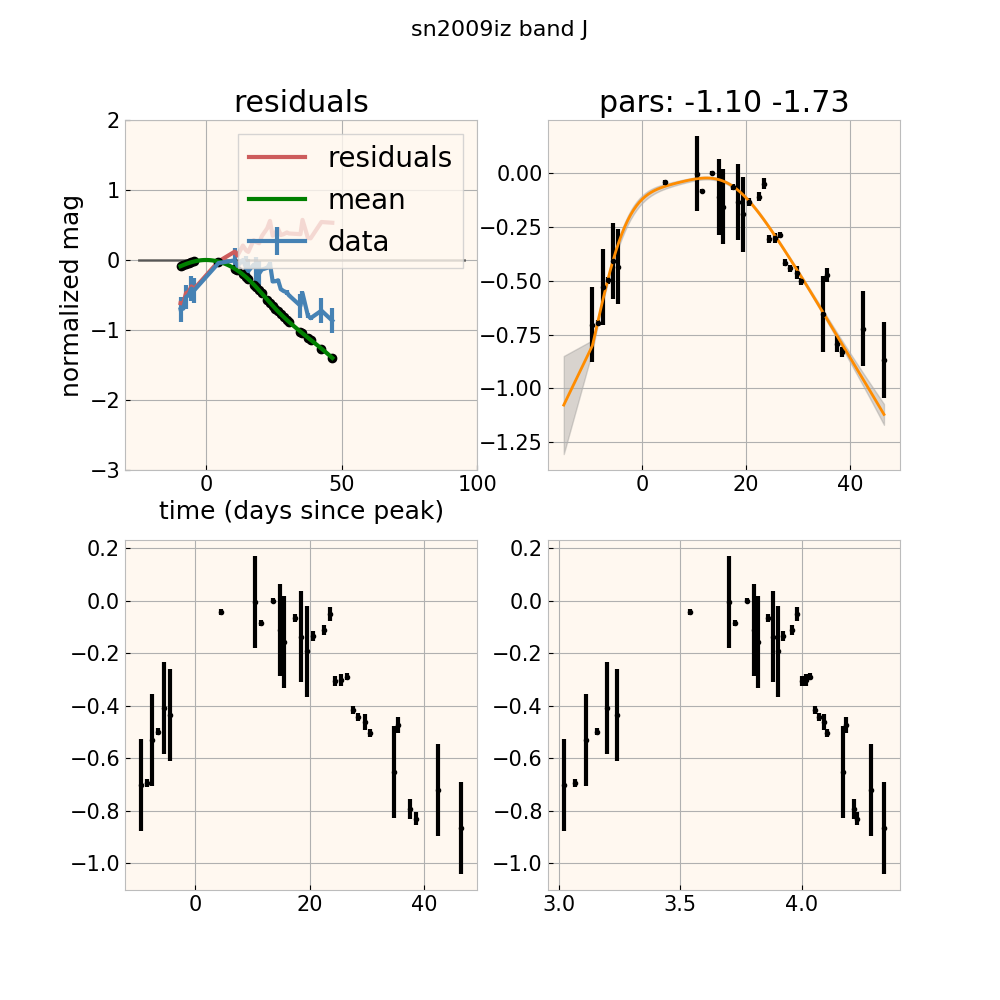 sn2009iz band J
residuals
pars: -1.10 -1.73
2
1
0
−1
−2
−3
normalized mag
residuals
mean
data
0.00
−0.25
−0.50
−0.75
−1.00
−1.25
0 50 100
0 20 40
time (days since peak)
0.2
0.0
−0.2
−0.4
−0.6
−0.8
−1.0
0.2
0.0
−0.2
−0.4
−0.6
−0.8
−1.0
0 20 40
3.0 3.5 4.0